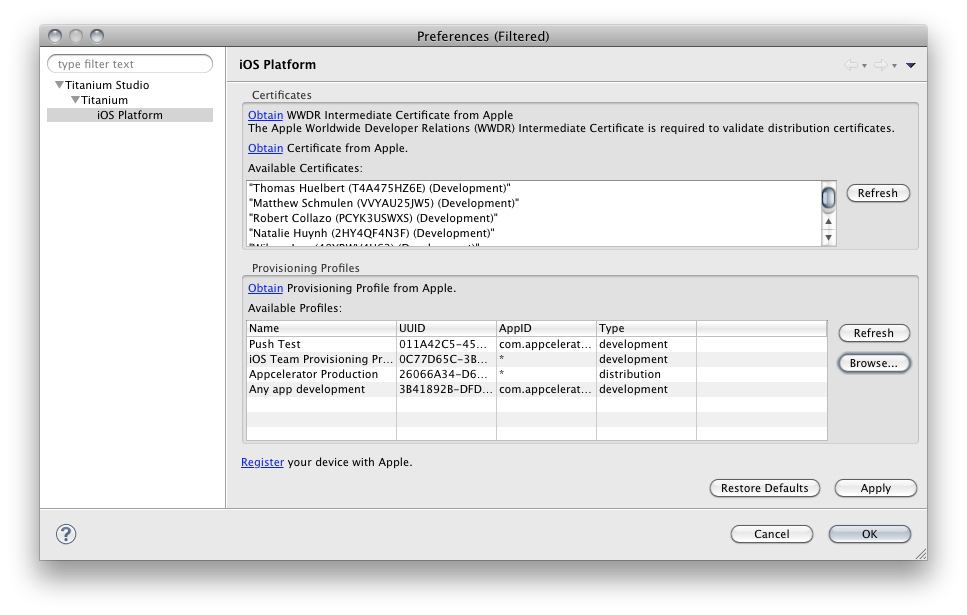 Preferences (Filtered)
type filter text
Titanium Studio
Titanium
iOS Platform
iOS Platform
Certificates
Obtain WWDR Intermediate Certificate from Apple
The Apple Worldwide Developer Relations (WWDR) Intermediate Certificate is required to validate distribution certificates.
Obtain Certificate from Apple.
Available Certificates:
"Thomas Huelbert (T4A475HZ6E) (Development)"
"Matthew Schmulen (VVYAU25JW5) (Development)"
"Robert Collazo (PCYK3USWXS) (Development)"
"Natalie Huynh (2HY4QF4N3F) (Development)"
Refresh
Provisioning Profiles
Obtain Provisioning Profile from Apple.
Available Profiles:
Name UUID AppID Type
Push Test 011A42C5-45... com.appcelerat... development
iOS Team Provisioning Pr... 0C77D65C-3B... * development
Appcelerator Production 26066A34-D6... * distribution
Any app development 3B41892B-DFD... com.appcelerat... development
Refresh
Browse...
Register your device with Apple.
Restore Defaults Apply
? Cancel OK